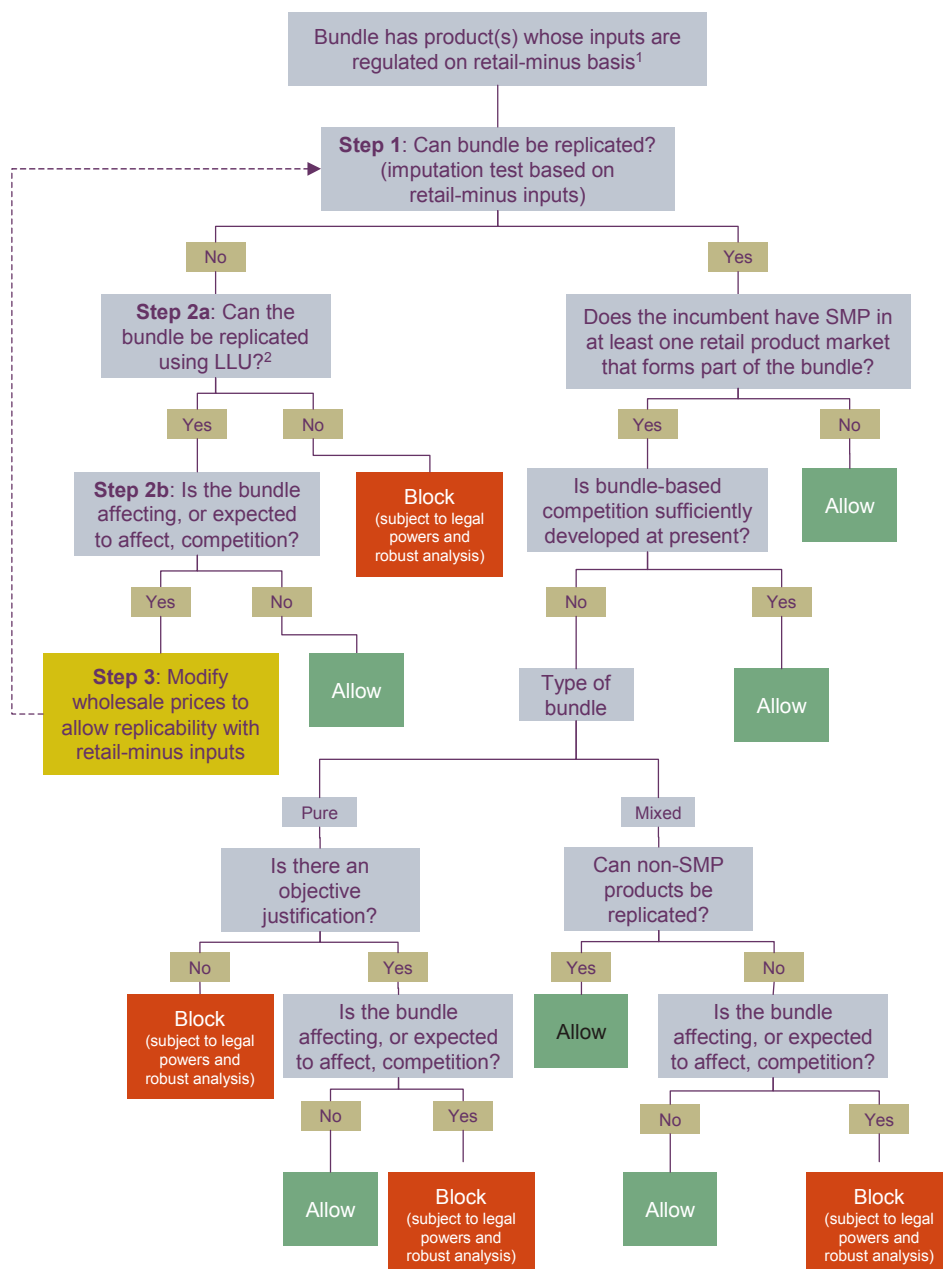 Bundle has product(s) whose inputs are
regulated on retail-minus basis1
Step 1: Can bundle be replicated?
(imputation test based on
retail-minus inputs)
No
Yes
Step 2a: Can the
bundle be replicated
using LLU?2
Does the incumbent have SMP in
at least one retail product market
that forms part of the bundle?
Yes
No
Yes
No
Step 2b: Is the bundle
affecting, or expected
to affect, competition?
Block
(subject to legal
powers and
robust analysis)
Is bundle-based
competition sufficiently
developed at present?
Allow
Yes
No
No
Yes
Step 3: Modify
wholesale prices to
allow replicability with
retail-minus inputs
Allow
Type of
bundle
Allow
Pure
Mixed
Is there an
objective
justification?
Can non-SMP
products be
replicated?
No
Yes
Yes
No
Block
(subject to legal
powers and
robust analysis)
Is the bundle
affecting, or expected
to affect, competition?
Allow
Is the bundle
affecting, or expected
to affect, competition?
No
Yes
No
Yes
Allow
Block
(subject to legal
powers and
robust analysis)
Allow
Block
(subject to legal
powers and
robust analysis)